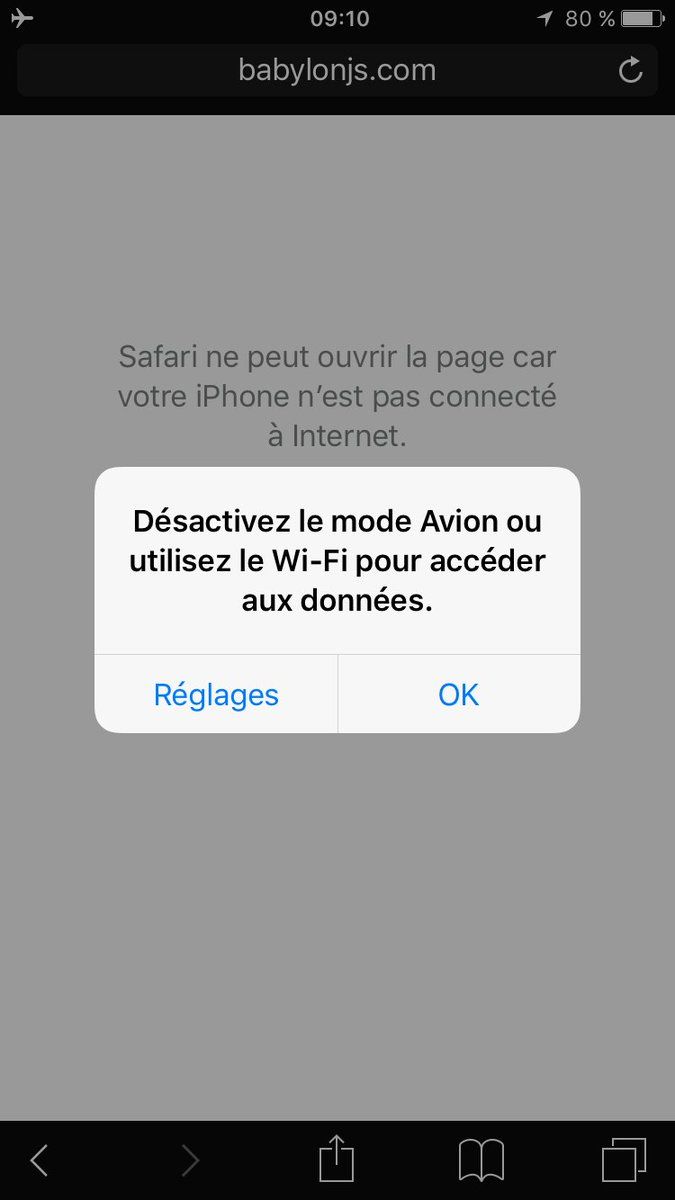 09:10
80 %
babylonjs.com
Safari ne peut ouvrir la page car
votre iPhone n’est pas connecté
à Internet.
Désactivez le mode Avion ou
utilisez le Wi-Fi pour accéder
aux données.
Réglages
OK